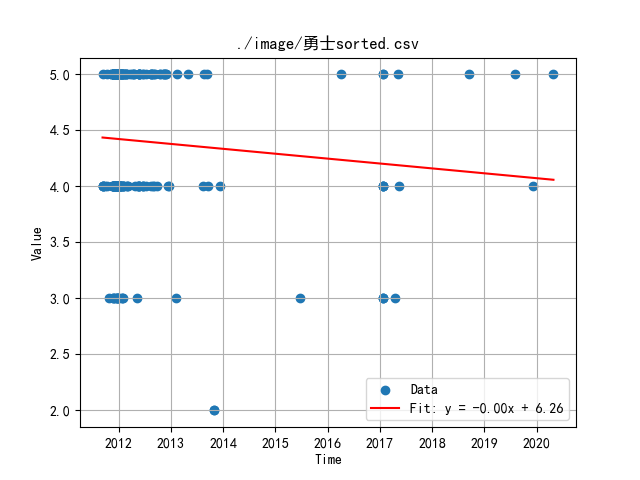 ./image/勇士sorted.csv
Value
5.0
4.5
4.0
3.5
3.0
2.5
2.0
Data
Fit: y = -0.00x + 6.26
2012 2013 2014 2015 2016 2017 2018 2019 2020
Time